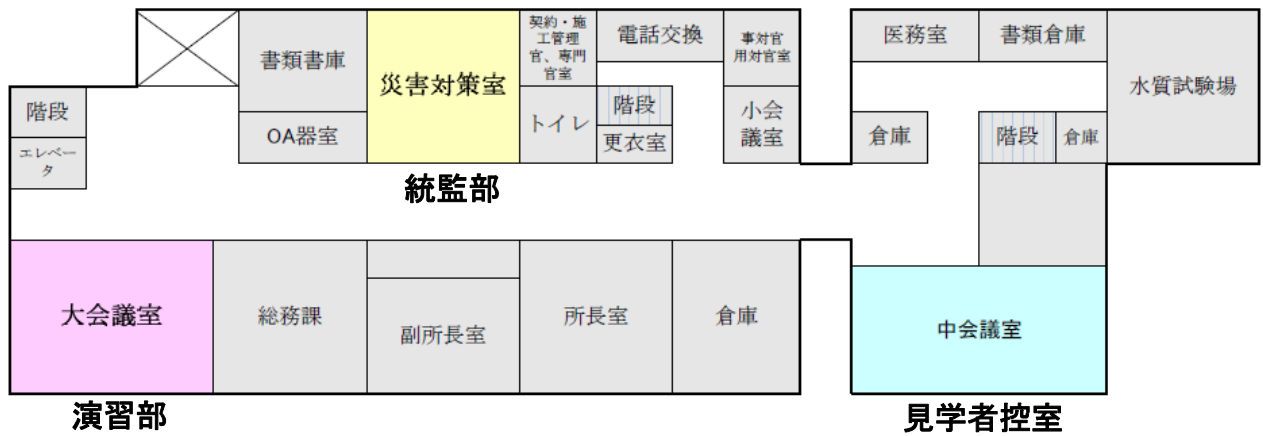 書類書庫
OA器室
災害対策室
契約・施
工管理
官、専門
官室
トイレ
電話交換
階段
更衣室
事対官
用対官室
小会
議室
階段
エレベー
タ
統監部
医務室
書類倉庫
水質試験場
倉庫
階段
倉庫
大会議室
総務課
副所長室
所長室
倉庫
中会議室
演習部
見学者控室